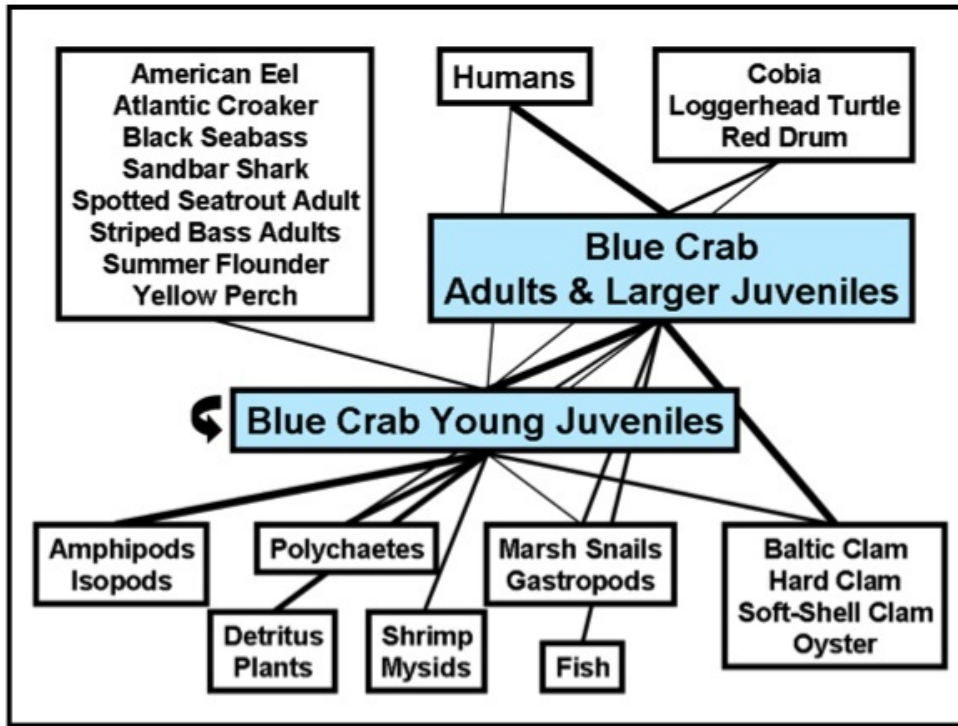 American Eel
Atlantic Croaker
Black Seabass
Sandbar Shark
Spotted Seatrout Adult
Striped Bass Adults
Summer Flounder
Yellow Perch
Humans
Cobia
Loggerhead Turtle
Red Drum
Blue Crab
Adults & Larger Juveniles
Blue Crab Young Juveniles
Amphipods
Isopods
Polychaetes
Marsh Snails
Gastropods
Baltic Clam
Hard Clam
Soft-Shell Clam
Oyster
Detritus
Plants
Shrimp
Mysids
Fish